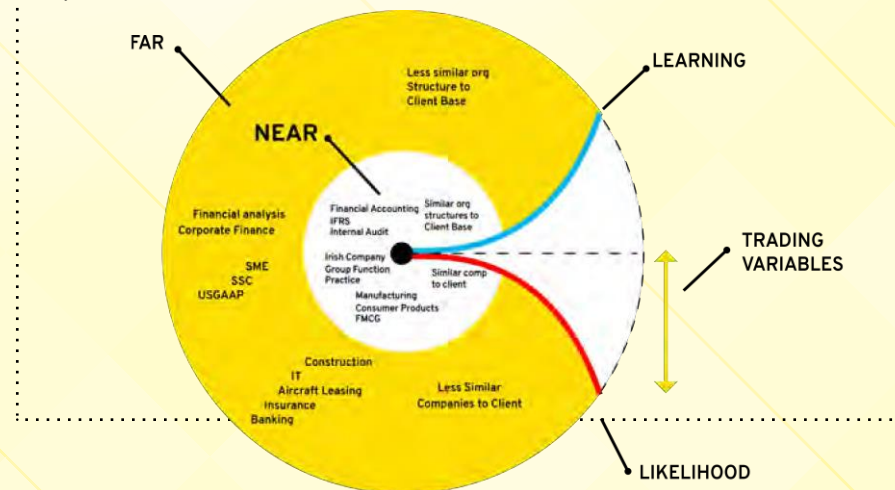 FAR
LEARNING
Less similar org
Structure to
Client Base
NEAR
Financial Accounting
IFRS
Internal Audit
Similar org
structures to
Client Base
Financial analysis
Corporate Finance
TRADING
VARIABLES
Irish Company
Group Function
Practice
Similar comp
to client
SME
SSC
USGAAP
Manufacturing
Consumer Products
FMCG
Construction
IT
Aircraft Leasing
Insurance
Banking
Less Similar
Companies to Client
LIKELIHOOD